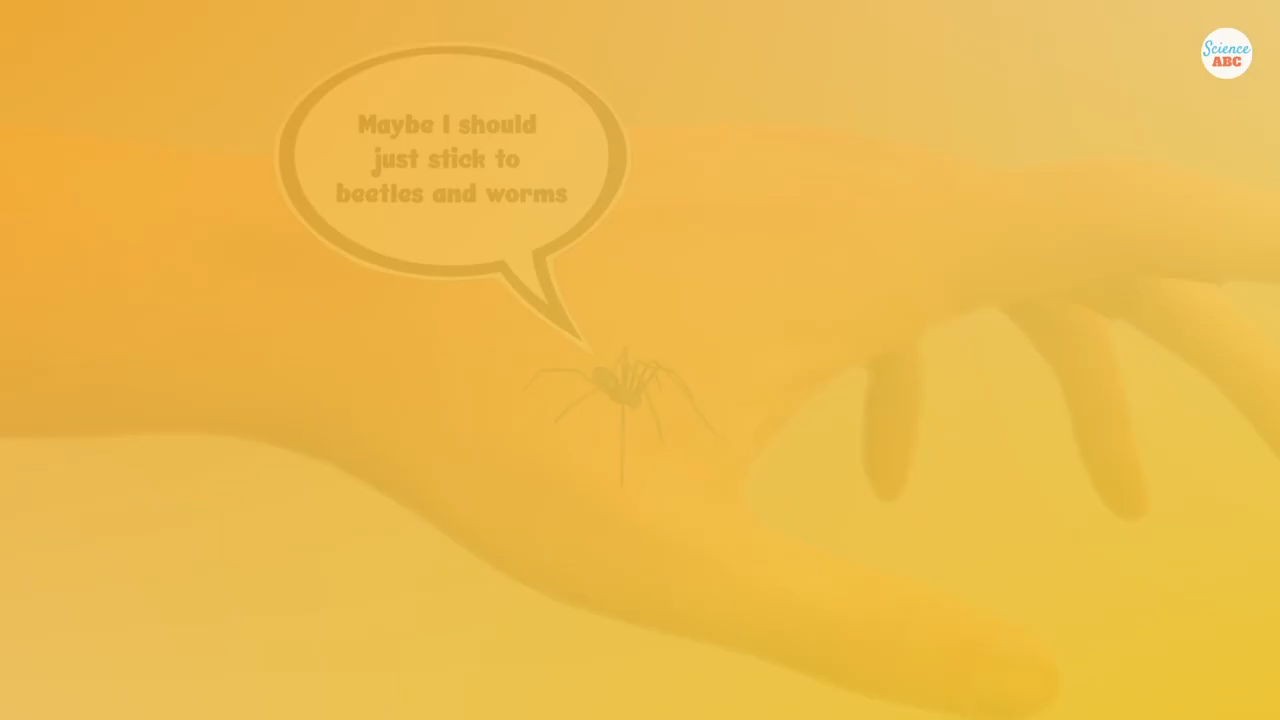 Maybe I should
just stick to
beetles and worms
Science
ABC